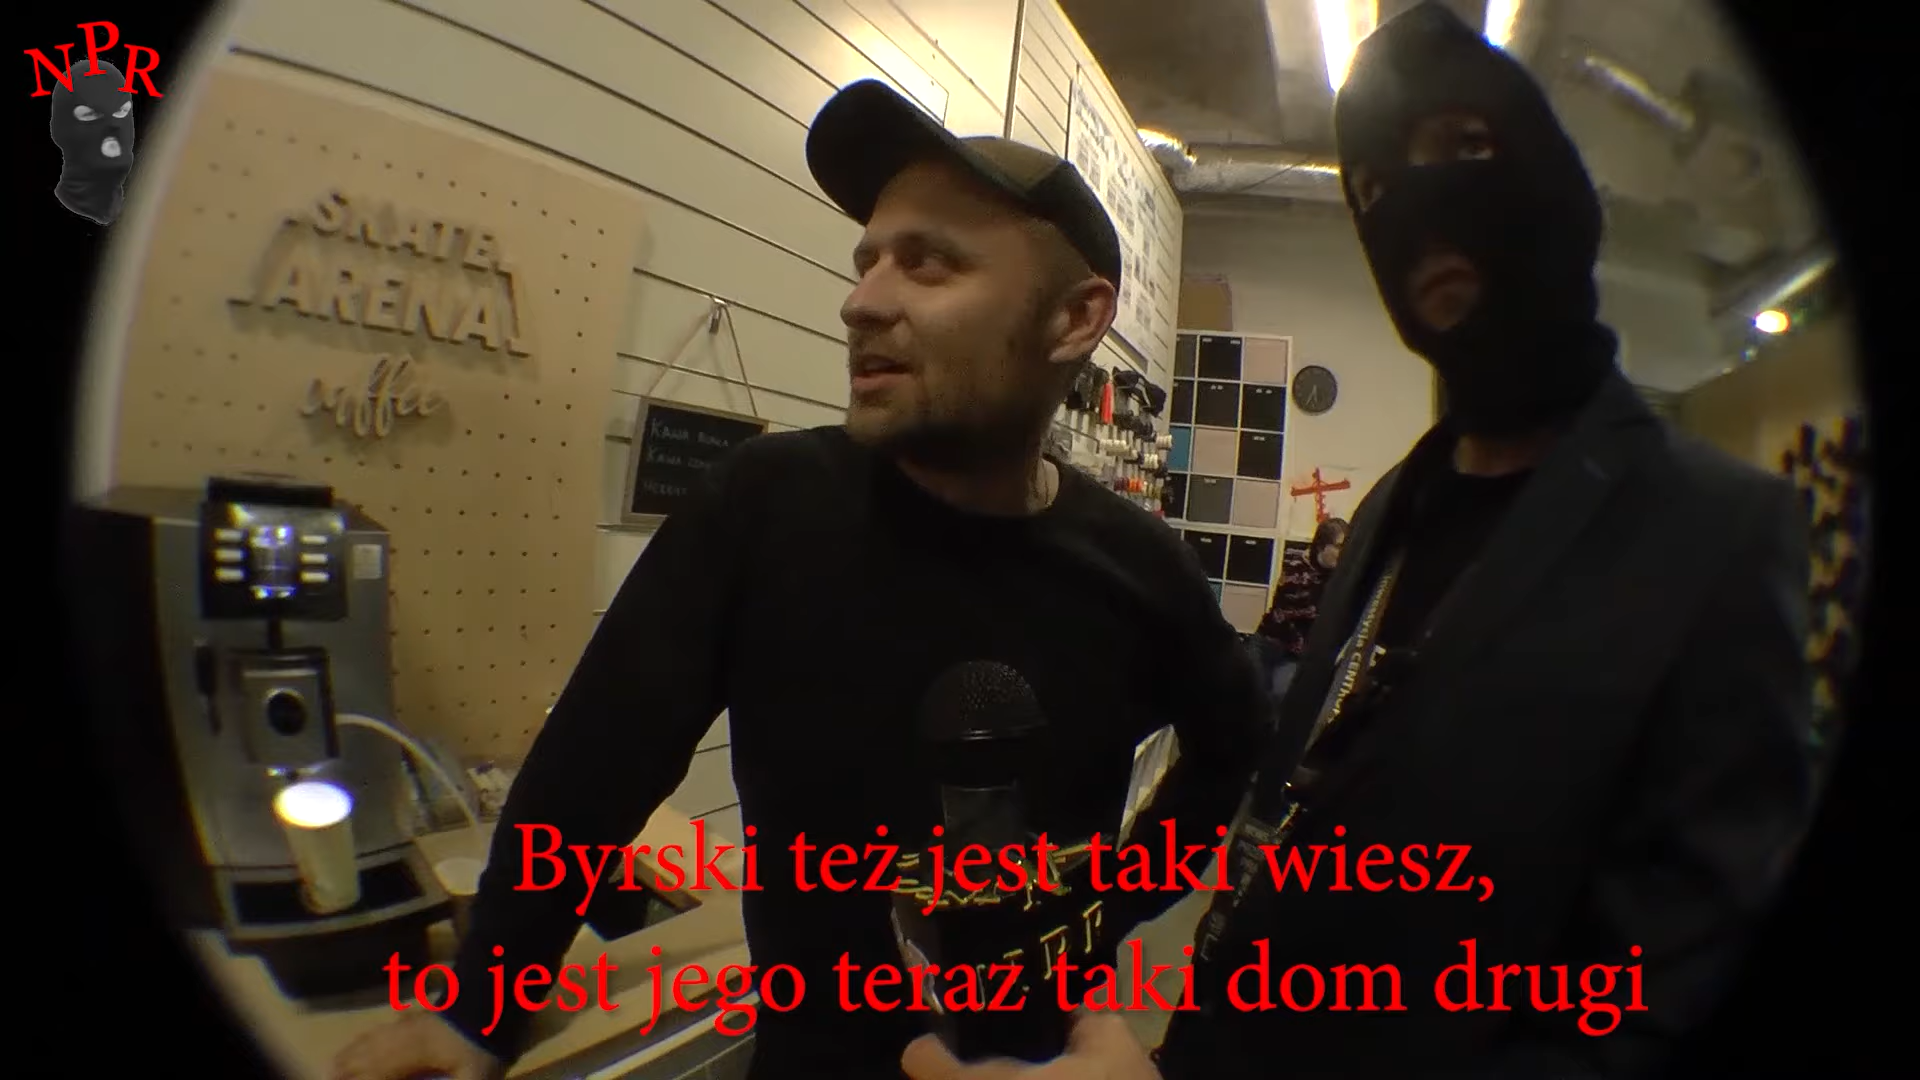 NPR
SKATE
ARENA
coffee
Byrski też jest taki wiesz,
to jest jego teraz taki dom drugi